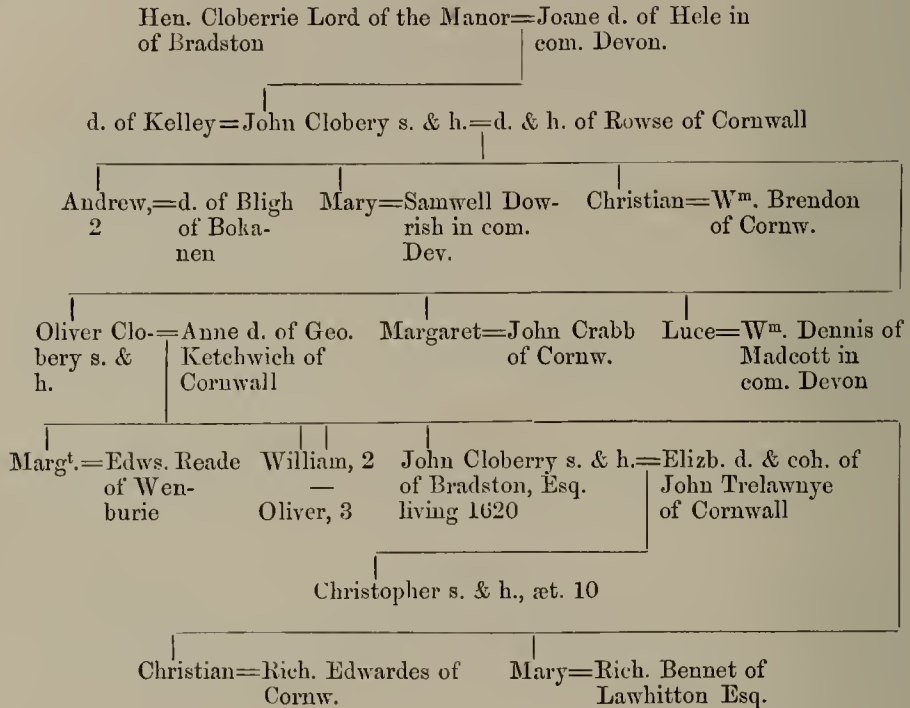 Hen. Cloberrie Lord of the Manor=Joane d. of Hele in
of Bradston com. Devon.
d. of Kelley=John Clobery s. & h.=d. & h. of Rowse of Cornwall
Andrew,=d. of Bligh Mary=Samwell Dow- Christian=Wm. Brendon
2 of Boka- rish in com. of Cornw.
nen Dev.
Oliver Clo-=Anne d. of Geo. Margaret=John Crabb Luce=Wm. Dennis of
bery s. & Ketchwich of of Cornw. Madcott in
h. Cornwall com. Devon
Margt.=Edws. Reade William, 2 John Cloberry s. & h.=Elizb. d. & coh. of
of Wen- — of Bradston, Esq. John Trelawnye
burie Oliver, 3 living 1620 of Cornwall
Christopher s. & h., æt. 10
Christian=Rich. Edwardes of Mary=Rich. Bennet of
Cornw. Lawhitton Esq.